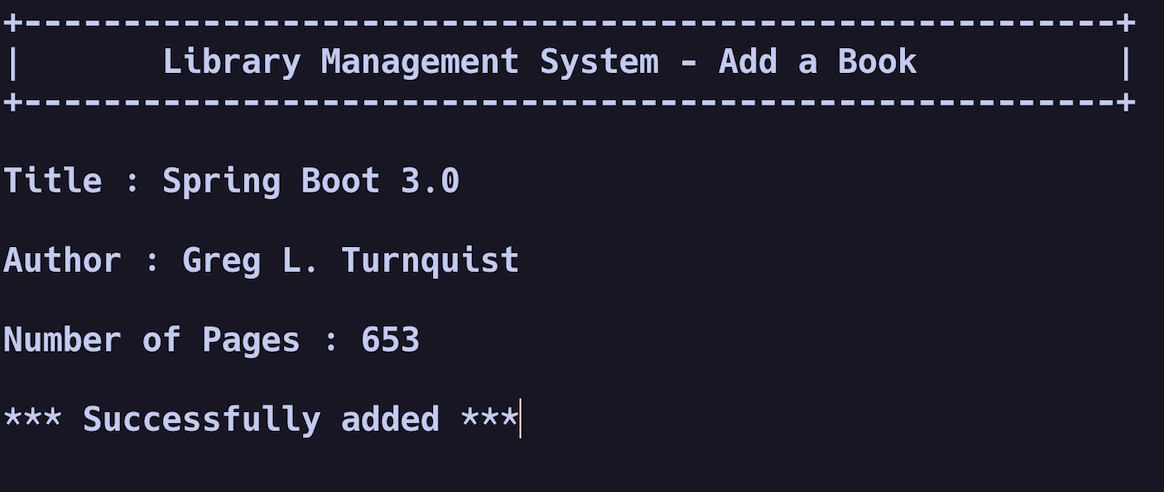 +-------------------------------------------------------+
|       Library Management System - Add a Book          |
+-------------------------------------------------------+
Title : Spring Boot 3.0
Author : Greg L. Turnquist
Number of Pages : 653
*** Successfully added ***